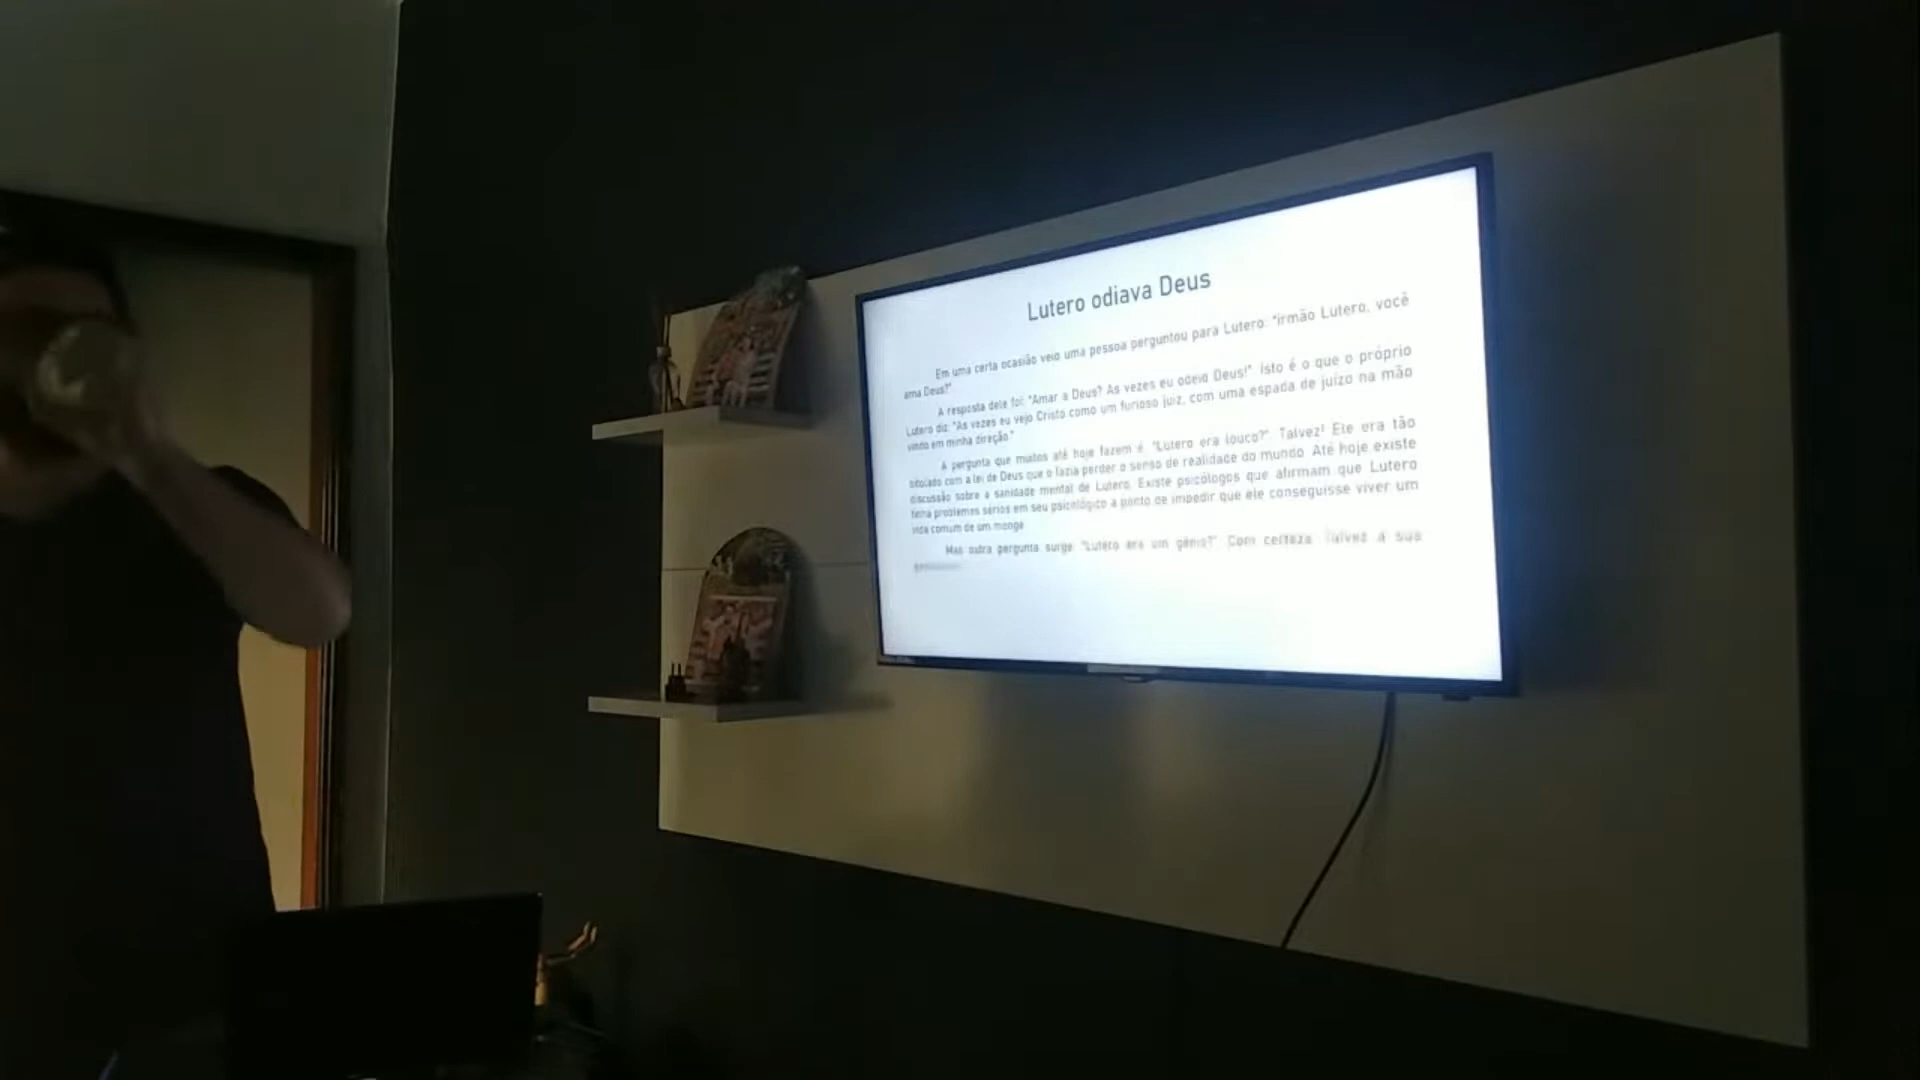 Lutero odiava Deus
Em uma certa ocasião veio uma pessoa perguntou para Lutero: "irmão Lutero, você
ama Deus?"
A resposta dele foi: "Amar a Deus? As vezes eu odeio Deus!". Isto é o que o próprio
Lutero diz: "As vezes eu vejo Cristo como um furioso juiz, com uma espada de juízo na mão
vindo em minha direção."
A pergunta que muitos até hoje fazem é: "Lutero era louco?". Talvez! Ele era tão
bitolado com a lei de Deus que o fazia perder o senso de realidade do mundo. Até hoje existe
discussão sobre a sanidade mental de Lutero. Existe psicólogos que afirmam que Lutero
tinha problemas sérios em seu psicológico a ponto de impedir que ele conseguisse viver um
vida comum de um monge.
Mas outra pergunta surge: "Lutero era um gênio?". Com certeza. Talvez a sua